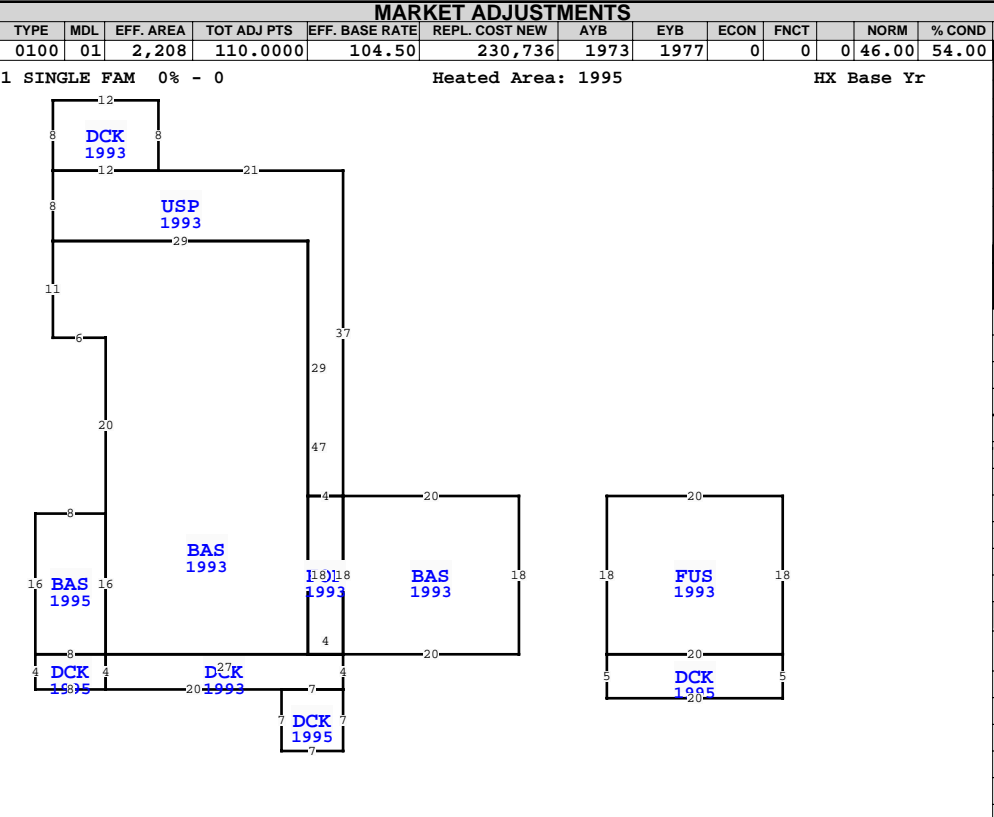 MARKET ADJUSTMENTS
TYPE MDL EFF. AREA TOT ADJ PTS EFF. BASE RATE REPL. COST NEW AYB EYB ECON FNCT NORM % COND
0100 01 2,208 110.0000 104.50 230,736 1973 1977 0 0 0 46.00 54.00
1 SINGLE FAM 0% - 0 Heated Area: 1995 HX Base Yr
12
8 DCK 8
1993
12 21
8 USP
1993
29
11
6 37
29
20
47
4 20 20
8
BAS
1993
18 18 BAS 18 18 FUS 18
1993 1993 1993
16 BAS 16
1995
4
8 20 20
4 DCK 4 27 DCK 4 5 DCK 5
1995 8 20 1993 7 1995 20
7 DCK 7
1995
7